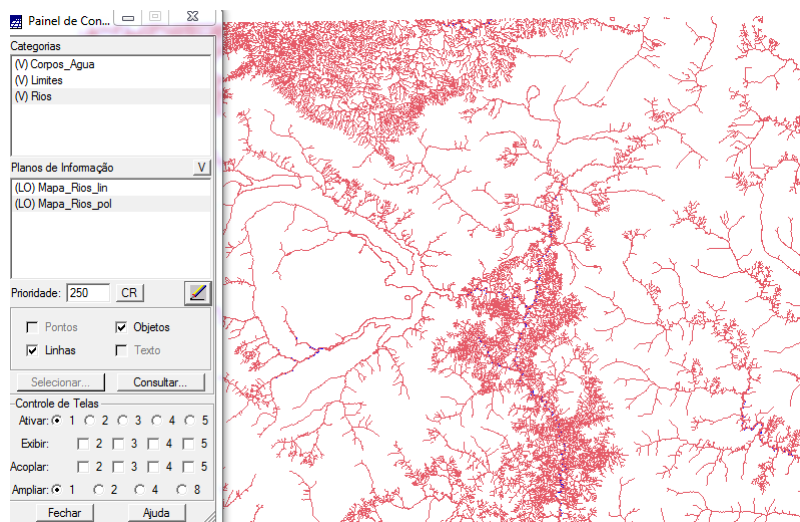 Painel de Con...
Categorias
(V) Corpos_Agua
(V) Limites
(V) Rios
Planos de Informação V
(LO) Mapa_Rios_lin
(LO) Mapa_Rios_pol
Prioridade: 250 CR
Pontos Objetos
Linhas Texto
Selecionar... Consultar...
Controle de Telas
Ativar: 1 2 3 4 5
Exibir: 2 3 4 5
Acoplar: 2 3 4 5
Ampliar: 1 2 4 8
Fechar Ajuda